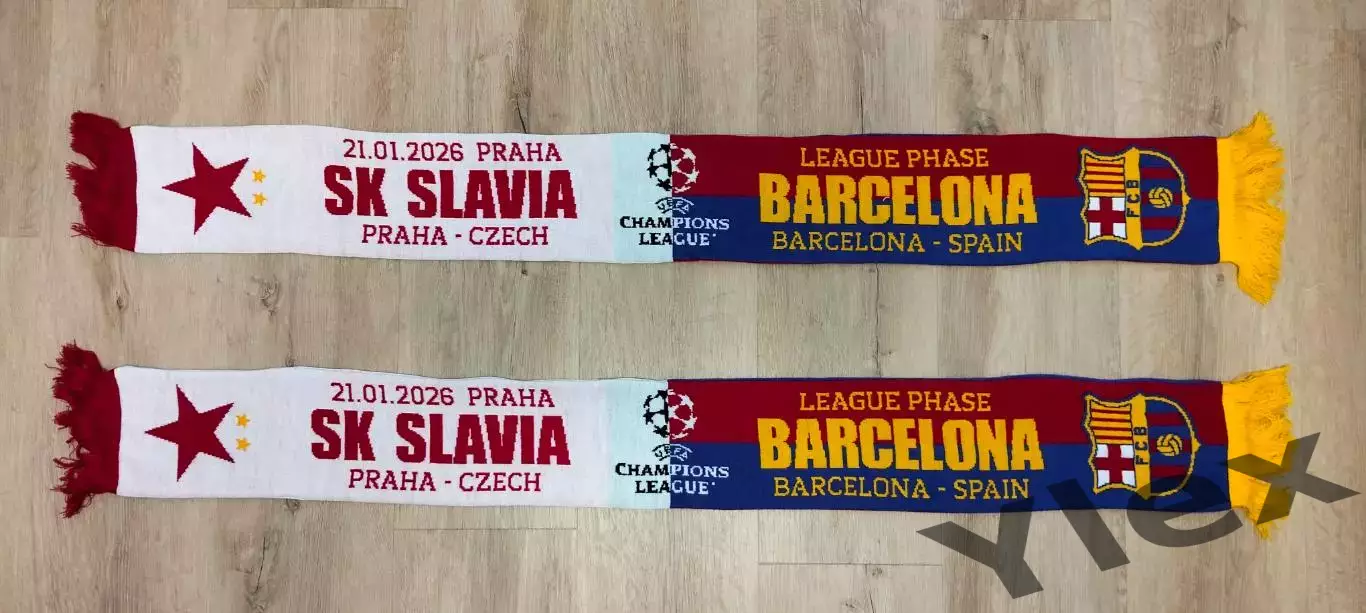 21.01.2026 PRAHA
SK SLAVIA
PRAHA - CZECH
UEFA
CHAMPIONS
LEAGUE
LEAGUE PHASE
BARCELONA
BARCELONA - SPAIN
FCB
21.01.2026 PRAHA
SK SLAVIA
PRAHA - CZECH
UEFA
CHAMPIONS
LEAGUE
LEAGUE PHASE
BARCELONA
BARCELONA - SPAIN
FCB
Ylex